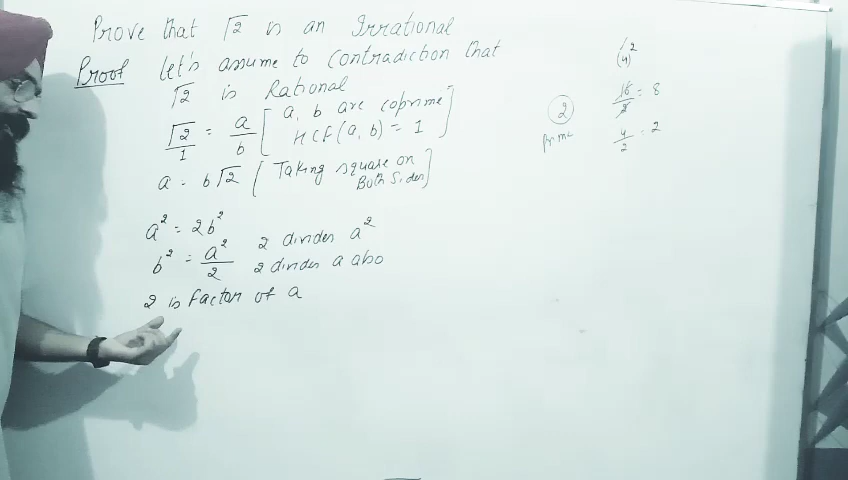 Prove that √2 is an Irrational
Proof Let's assume to Contradiction that
√2 is Rational
√2/1 = a/b [a, b are coprime
HCF(a, b) = 1]
a = b√2 [Taking square on
Both Sides]
a² = 2b² 2 divides a²
b² = a²/2 2 divides a also
2 is factor of a
(4)²
16/2 = 8
2
prime
4/2 = 2